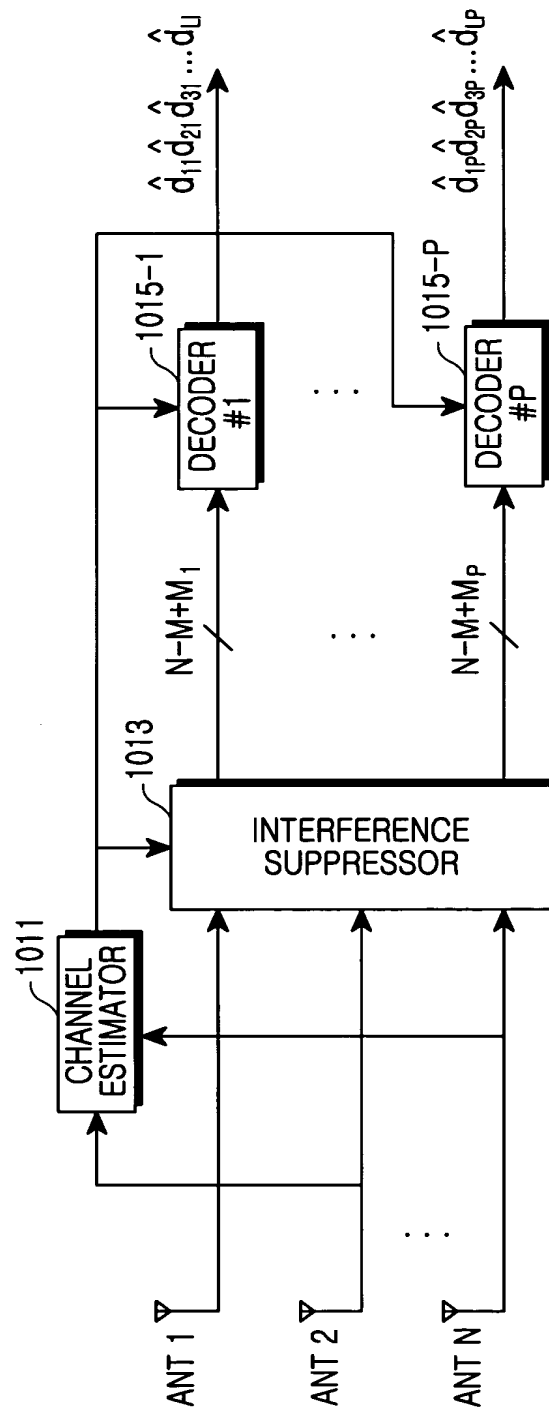 1011
CHANNEL
ESTIMATOR
1013
INTERFERENCE
SUPPRESSOR
ANT 1
ANT 2
. . .
ANT N
N-M+M₁
. . .
N-M+Mₚ
1015-1
DECODER
#1
. . .
1015-P
DECODER
#P
d̂₁₁d̂₂₁d̂₃₁...d̂L₁
d̂₁ₚd̂₂ₚd̂₃ₚ...d̂Lₚ